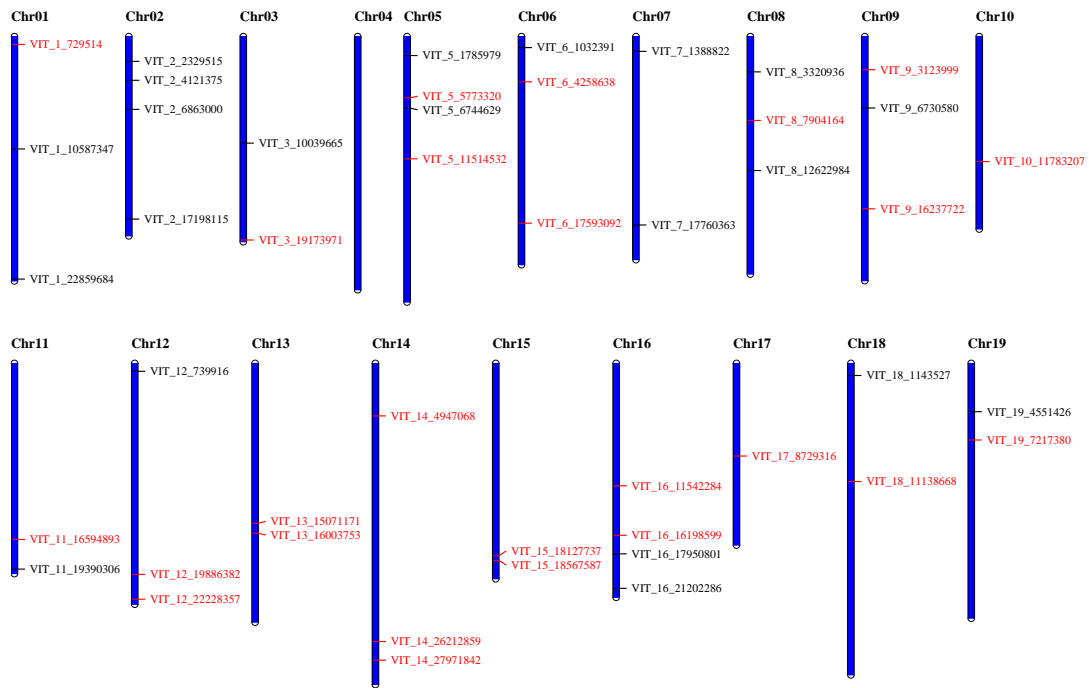 Chr01 Chr02 Chr03 Chr04 Chr05 Chr06 Chr07 Chr08 Chr09 Chr10
VIT_1_729514
VIT_1_10587347
VIT_1_22859684
VIT_2_2329515
VIT_2_4121375
VIT_2_6863000
VIT_2_17198115
VIT_3_10039665
VIT_3_19173971
VIT_5_1785979
VIT_5_5773320
VIT_5_6744629
VIT_5_11514532
VIT_6_1032391
VIT_6_4258638
VIT_6_17593092
VIT_7_1388822
VIT_7_17760363
VIT_8_3320936
VIT_8_7904164
VIT_8_12622984
VIT_9_3123999
VIT_9_6730580
VIT_9_16237722
VIT_10_11783207
Chr11 Chr12 Chr13 Chr14 Chr15 Chr16 Chr17 Chr18 Chr19
VIT_11_16594893
VIT_11_19390306
VIT_12_739916
VIT_12_19886382
VIT_12_22228357
VIT_13_15071171
VIT_13_16003753
VIT_14_4947068
VIT_14_26212859
VIT_14_27971842
VIT_15_18127737
VIT_15_18567587
VIT_16_11542284
VIT_16_16198599
VIT_16_17950801
VIT_16_21202286
VIT_17_8729316
VIT_18_1143527
VIT_18_11138668
VIT_19_4551426
VIT_19_7217380